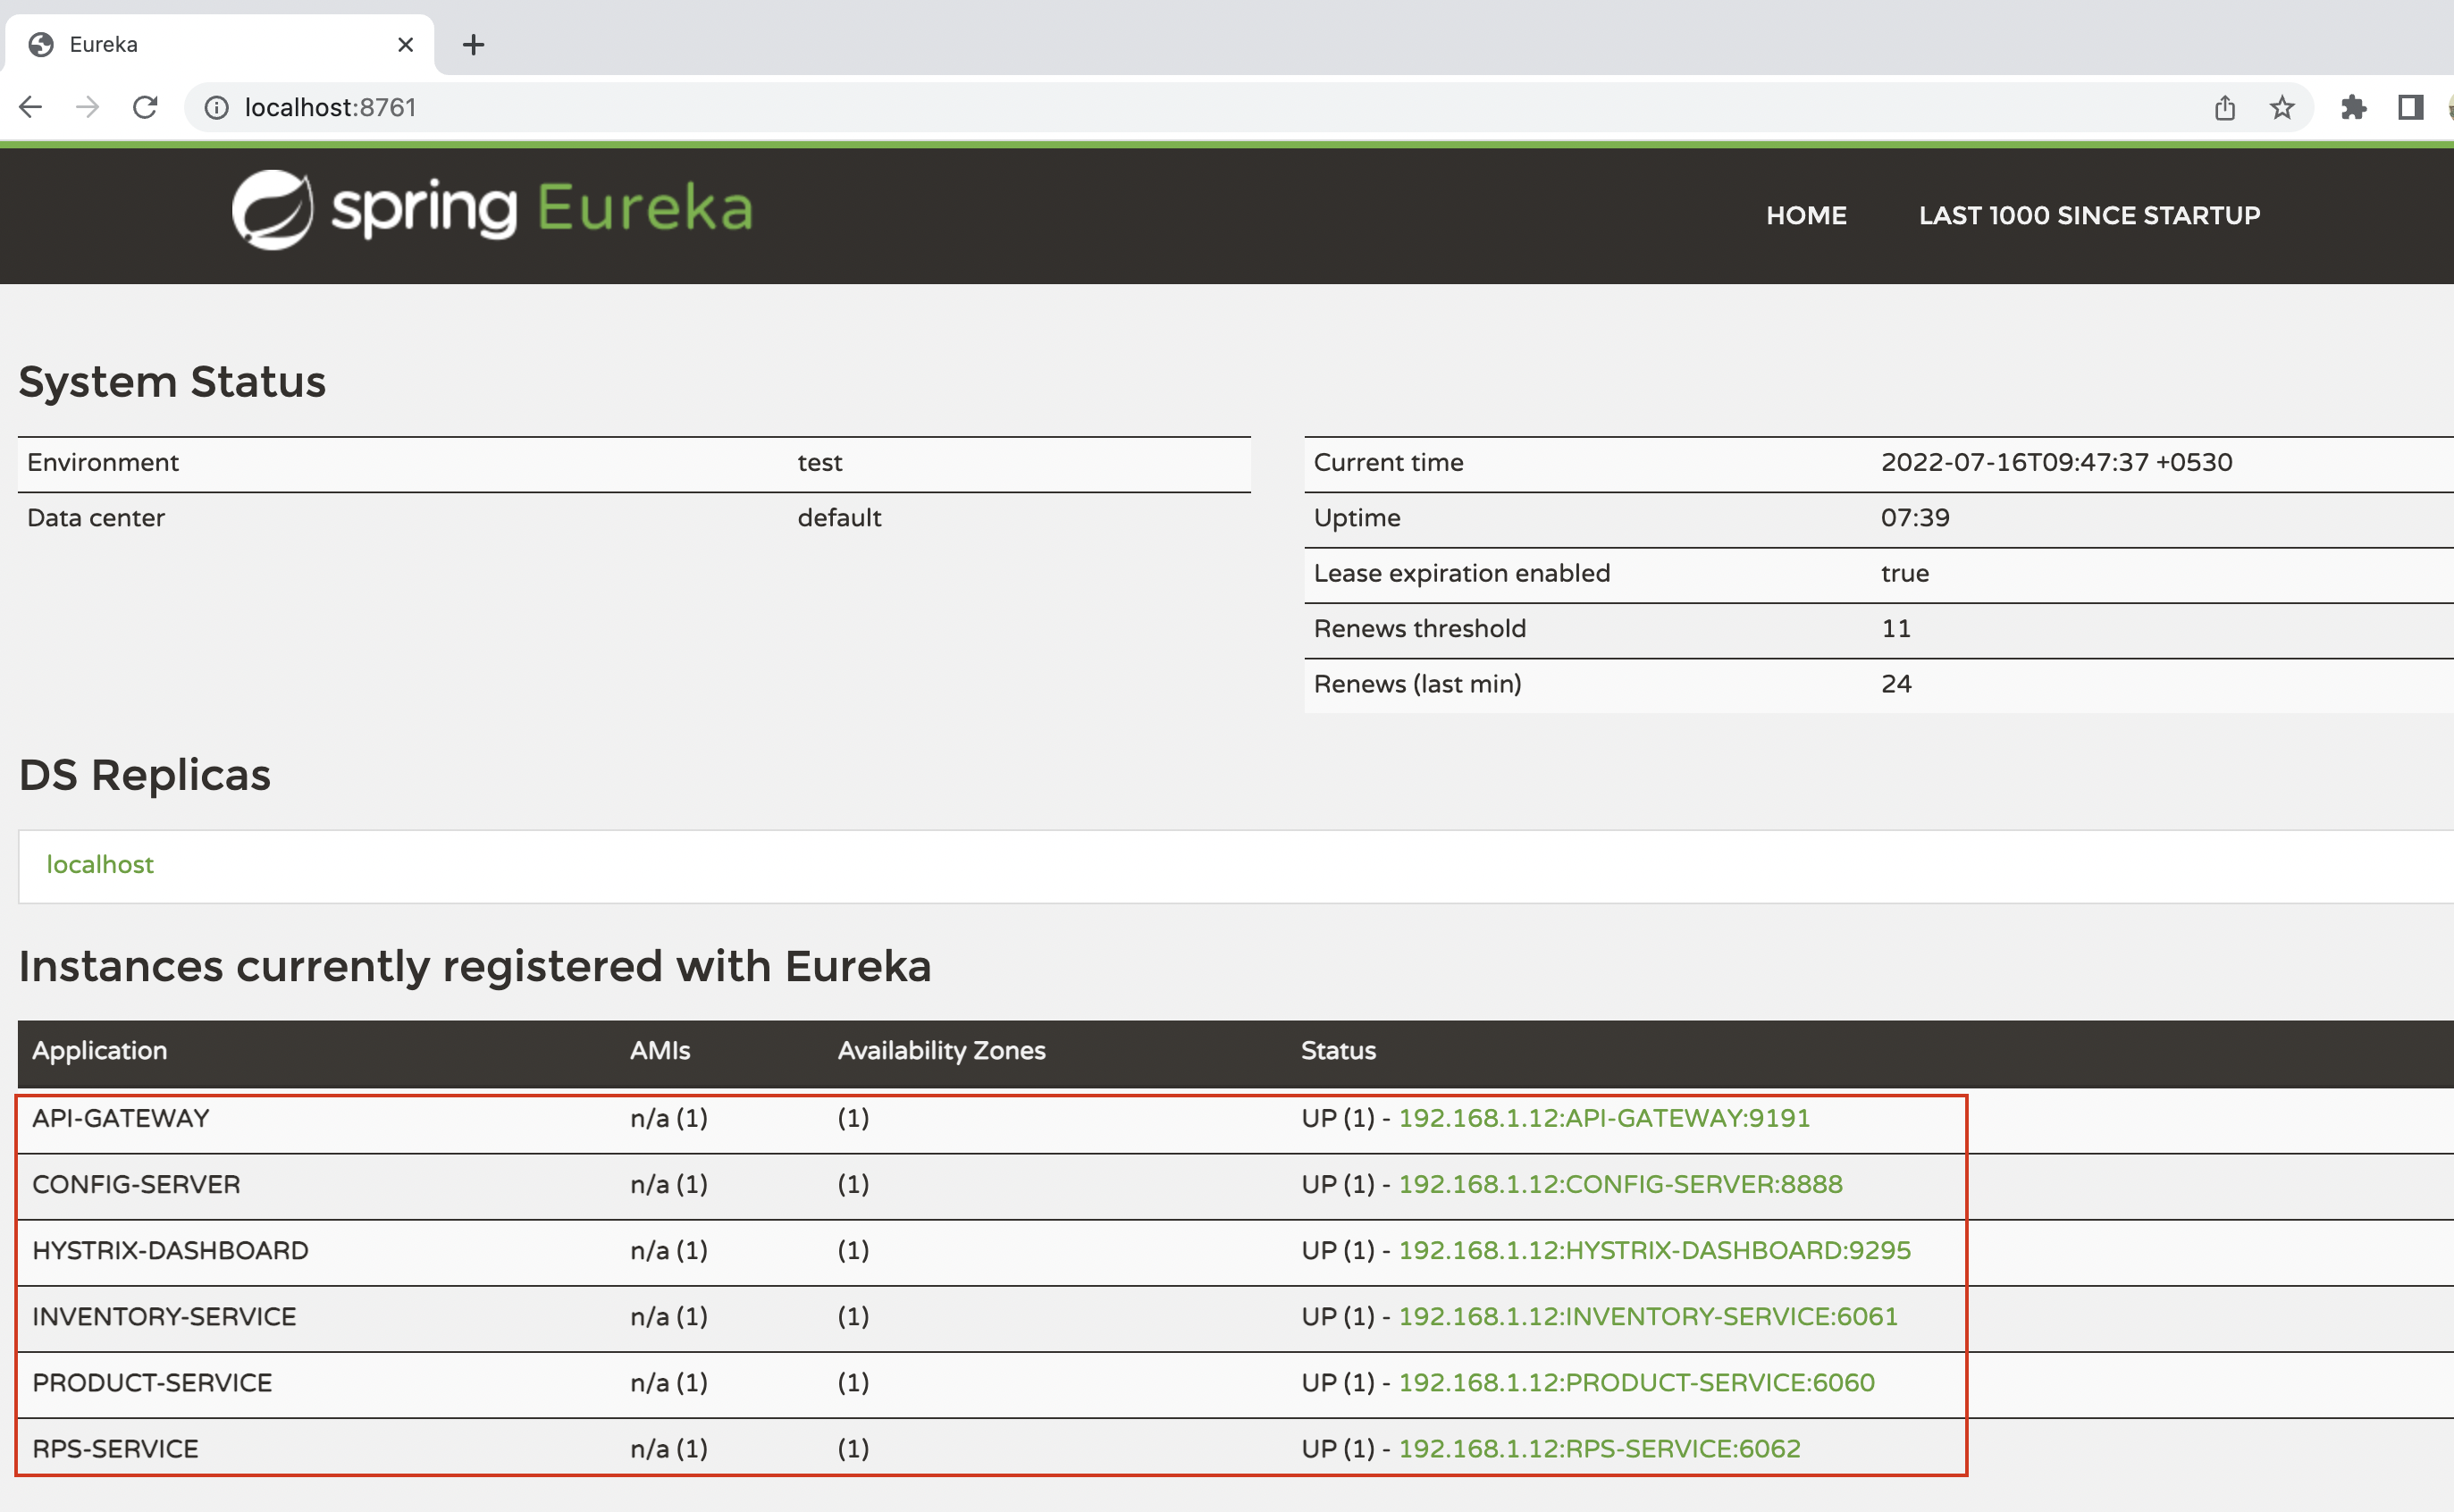 Eureka
localhost:8761
spring Eureka
HOME LAST 1000 SINCE STARTUP
System Status
Environment test
Data center default
Current time 2022-07-16T09:47:37 +0530
Uptime 07:39
Lease expiration enabled true
Renews threshold 11
Renews (last min) 24
DS Replicas
localhost
Instances currently registered with Eureka
Application AMIs Availability Zones Status
API-GATEWAY n/a (1) (1) UP (1) - 192.168.1.12:API-GATEWAY:9191
CONFIG-SERVER n/a (1) (1) UP (1) - 192.168.1.12:CONFIG-SERVER:8888
HYSTRIX-DASHBOARD n/a (1) (1) UP (1) - 192.168.1.12:HYSTRIX-DASHBOARD:9295
INVENTORY-SERVICE n/a (1) (1) UP (1) - 192.168.1.12:INVENTORY-SERVICE:6061
PRODUCT-SERVICE n/a (1) (1) UP (1) - 192.168.1.12:PRODUCT-SERVICE:6060
RPS-SERVICE n/a (1) (1) UP (1) - 192.168.1.12:RPS-SERVICE:6062